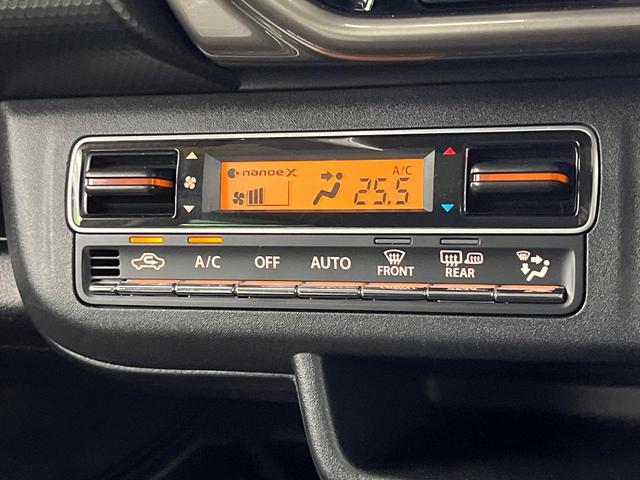 nanoeX
A/C
25.5
A/C OFF AUTO FRONT REAR